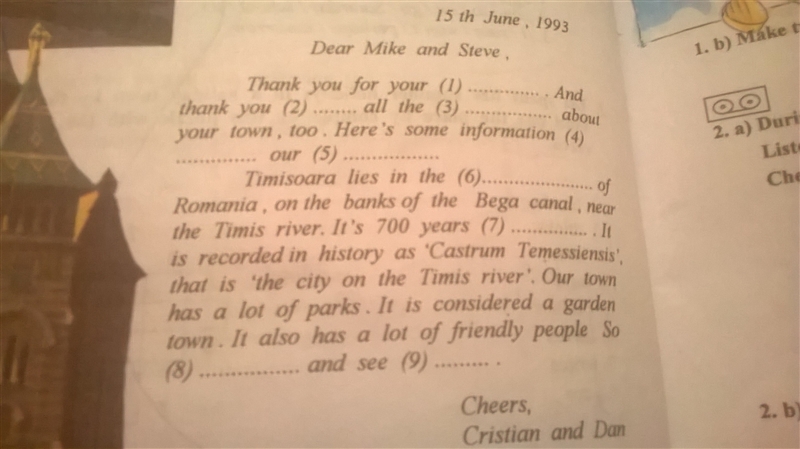 15 th June, 1993
Dear Mike and Steve,
Thank you for your (1) .............. . And
thank you (2) ........ all the (3) ................. about
your town, too. Here's some information (4)
................ our (5) ...................
Timisoara lies in the (6)...................... of
Romania, on the banks of the Bega canal, near
the Timis river. It's 700 years (7) ............... . It
is recorded in history as 'Castrum Temessiensis',
that is 'the city on the Timis river'. Our town
has a lot of parks. It is considered a garden
town. It also has a lot of friendly people So
(8) .................... and see (9) ......... .
Cheers,
Cristian and Dan
1. b) Make
2. a)
2. b)